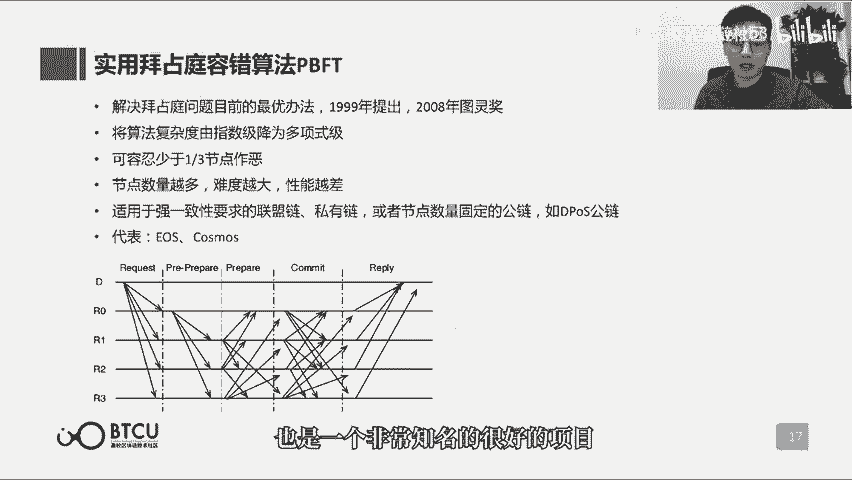 bilibili
实用拜占庭容错算法PBFT
• 解决拜占庭问题目前的最优办法，1999年提出，2008年图灵奖
• 将算法复杂度由指数级降为多项式级
• 可容忍少于1/3节点作恶
• 节点数量越多，难度越大，性能越差
• 适用于强一致性要求的联盟链、私有链，或者节点数量固定的公链，如DPoS公链
• 代表：EOS、Cosmos
Request Pre-Prepare Prepare Commit Reply
D
R0
R1
R2
R3
BTCU
也是一个非常知名的很好的项目
17